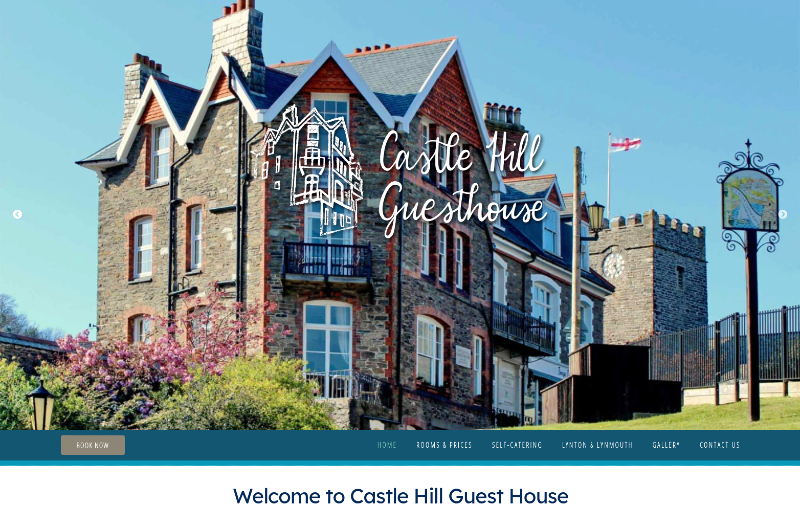 Castle Hill
Guesthouse
BOOK NOW
HOME
ROOMS & PRICES
SELF-CATERING
LYNTON & LYNMOUTH
GALLERY
CONTACT US
Welcome to Castle Hill Guest House